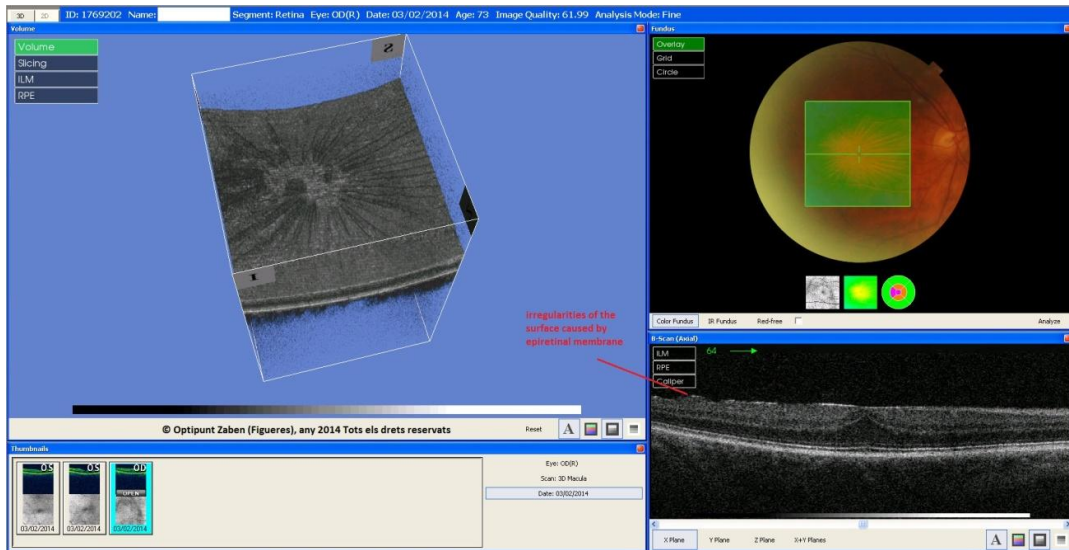 3D 2D ID: 1769202 Name: Segment: Retina Eye: OD(R) Date: 03/02/2014 Age: 73 Image Quality: 61.99 Analysis Mode: Fine
Volume
Volume
Slicing
ILM
RPE
S
I
© Optipunt Zaben (Figueres), any 2014 Tots els drets reservats
Reset
A
Fundus
Overlay
Grid
Circle
Color Fundus IR Fundus Red-free Analyze
irregularities of the
surface caused by
epiretinal membrane
B-Scan (Axial)
ILM
RPE
Caliper
64
X Plane Y Plane Z Plane X+Y Planes A
Thumbnails
OS OS OD
OPEN
03/02/2014 03/02/2014 03/02/2014
Eye: OD(R)
Scan: 3D Macula
Date: 03/02/2014